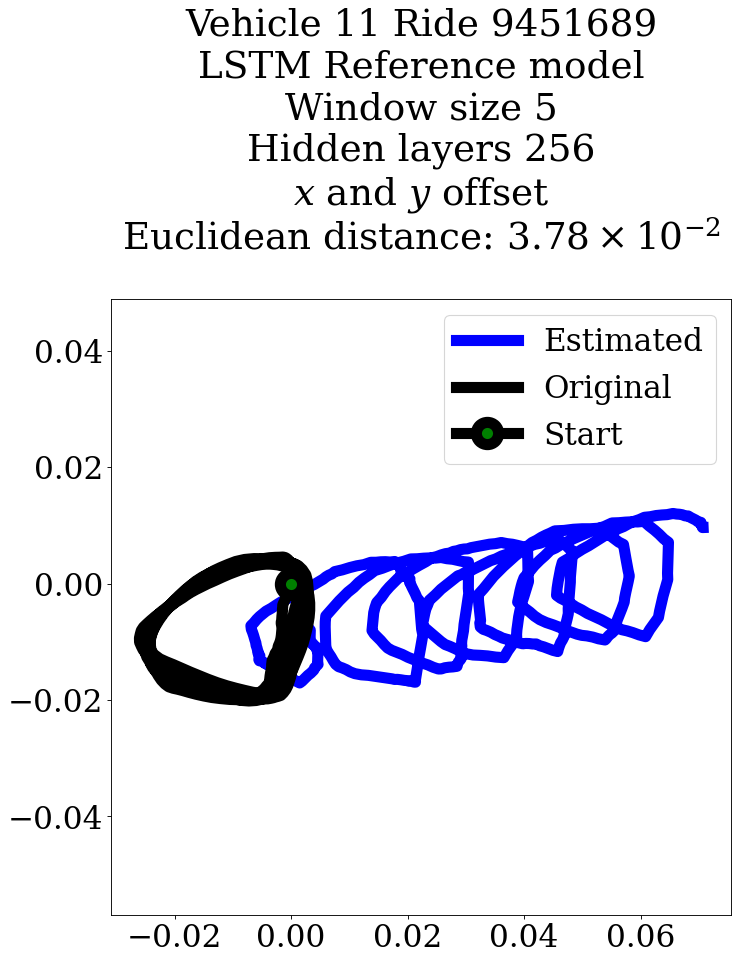 Vehicle 11 Ride 9451689
LSTM Reference model
Window size 5
Hidden layers 256
x and y offset
Euclidean distance: 3.78 × 10⁻²
Estimated
Original
Start
0.04
0.02
0.00
−0.02
−0.04
−0.02 0.00 0.02 0.04 0.06